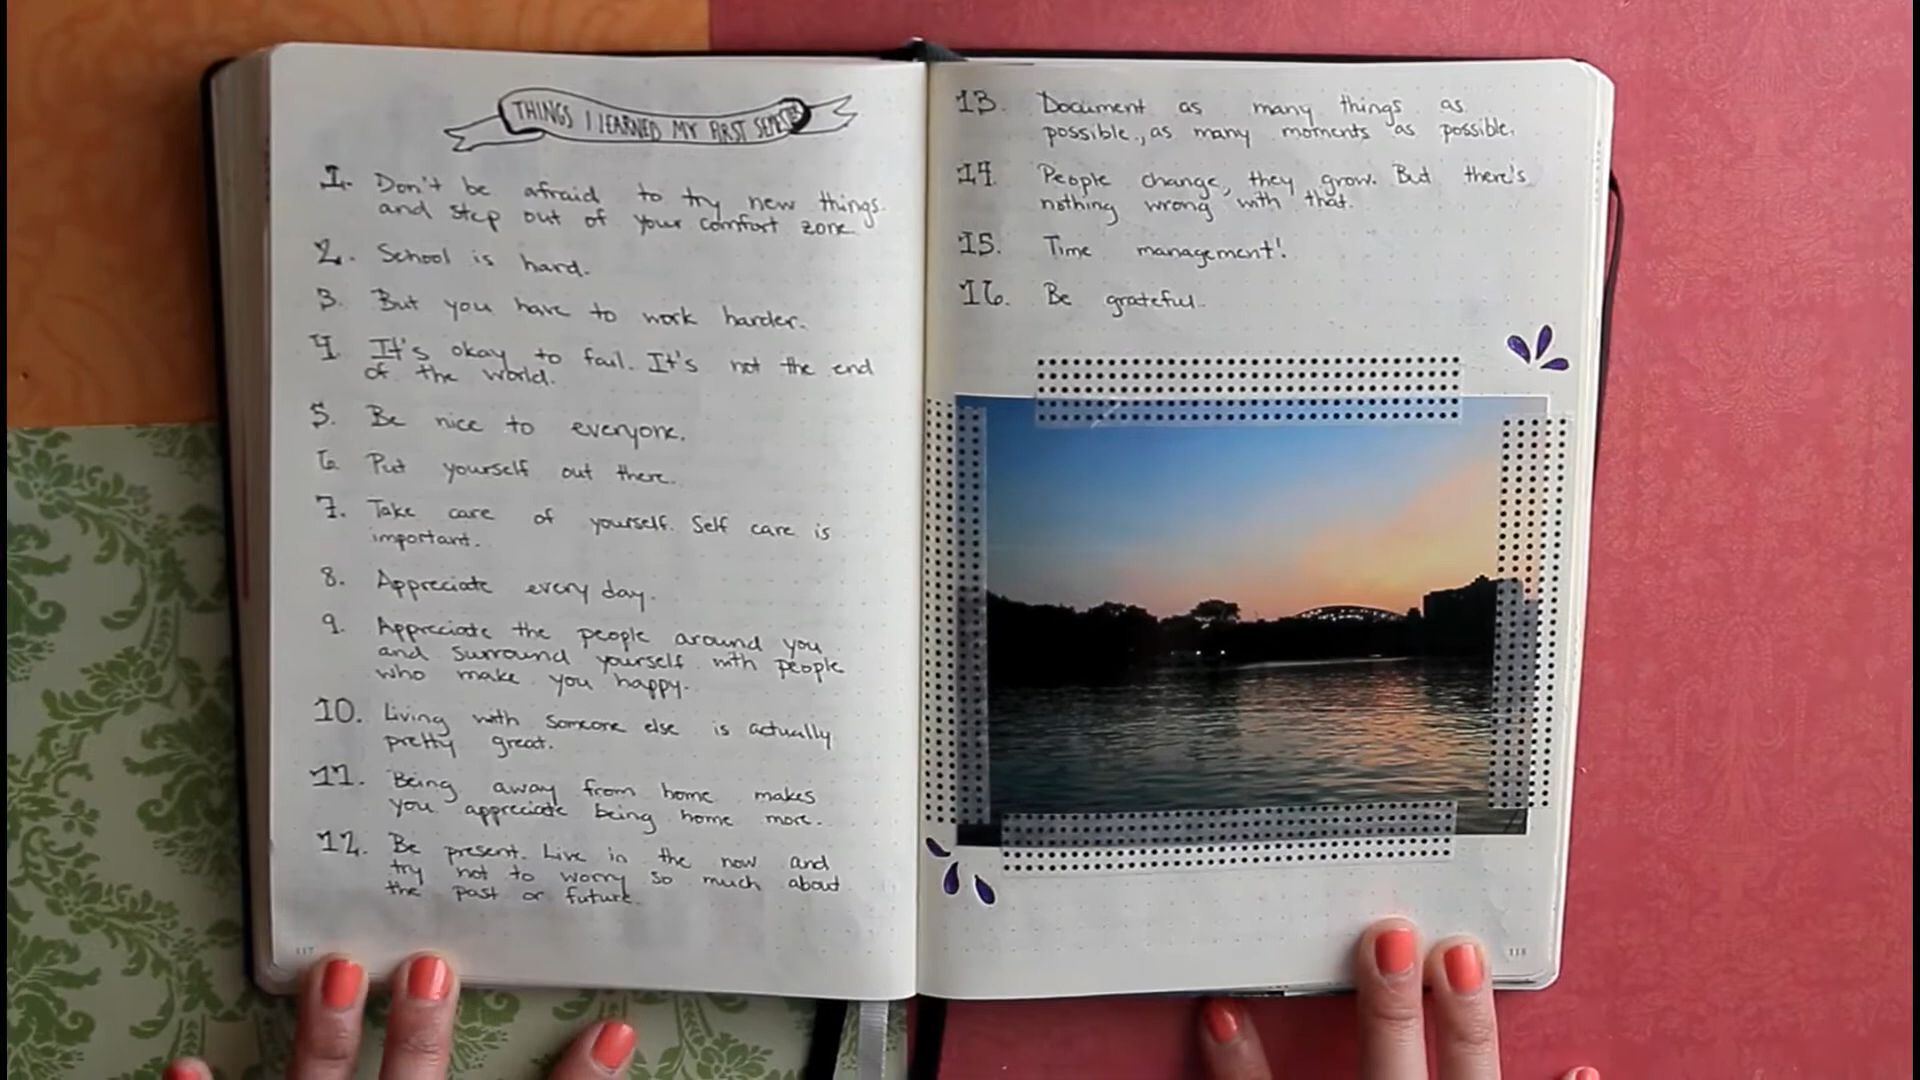 THINGS I LEARNED MY FIRST SEMESTER
1. Don't be afraid to try new things
and step out of your comfort zone
2. School is hard.
3. But you have to work harder.
4. It's okay to fail. It's not the end
of the world.
5. Be nice to everyone.
6. Put yourself out there.
7. Take care of yourself. Self care is
important.
8. Appreciate every day.
9. Appreciate the people around you
and surround yourself with people
who make you happy.
10. Living with someone else is actually
pretty great.
11. Being away from home makes
you appreciate being home more.
12. Be present. Live in the now and
try not to worry so much about
the past or future.
117
13. Document as many things as
possible., as many moments as possible.
14. People change, they grow. But there's
nothing wrong with that.
15. Time management!
16. Be grateful.
118